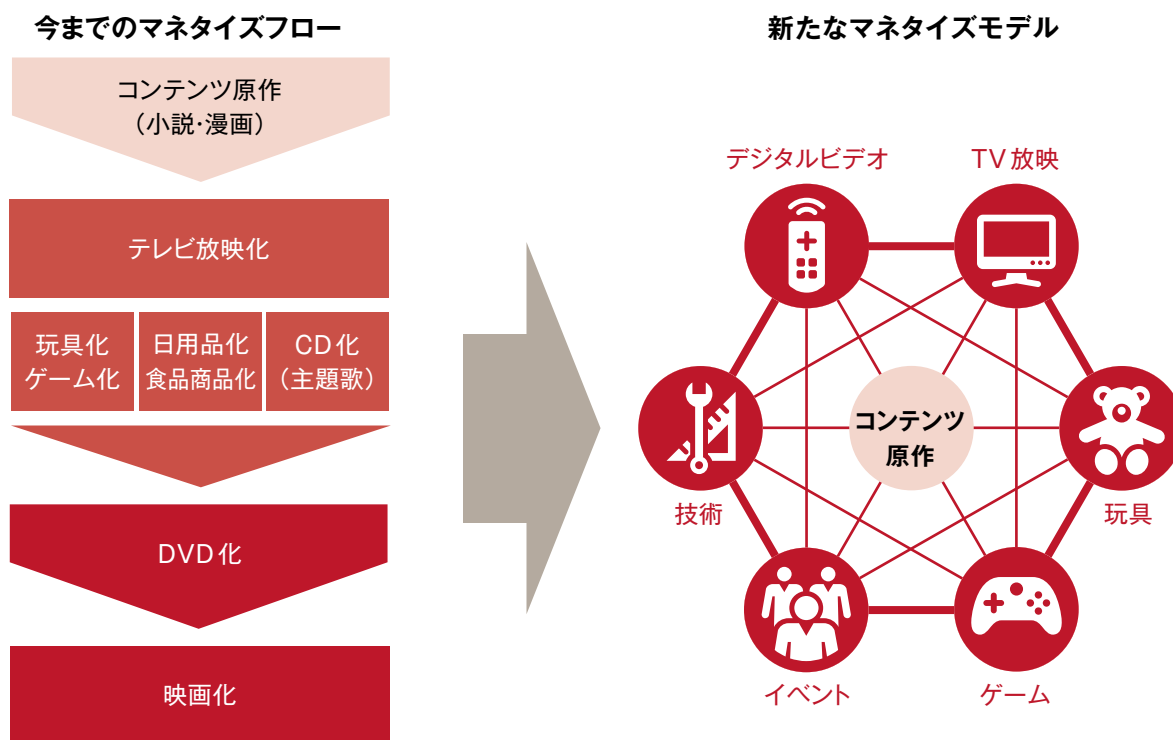 今までのマネタイズフロー
コンテンツ原作
（小説・漫画）
テレビ放映化
玩具化
ゲーム化
日用品化
食品商品化
CD化
（主題歌）
DVD化
映画化
新たなマネタイズモデル
デジタルビデオ
TV放映
コンテンツ
原作
技術
玩具
イベント
ゲーム